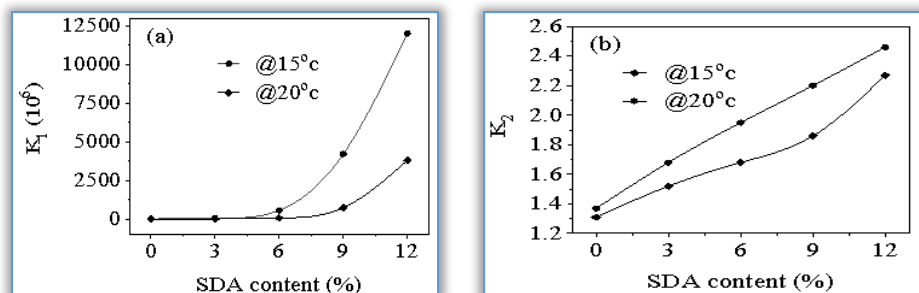 (a)
@15°c
@20°c
K₁ (10⁶)
12500
10000
7500
5000
2500
0
0 3 6 9 12
SDA content (%)
(b)
@15°c
@20°c
K₂
2.6
2.4
2.2
2.0
1.8
1.6
1.4
1.2
0 3 6 9 12
SDA content (%)